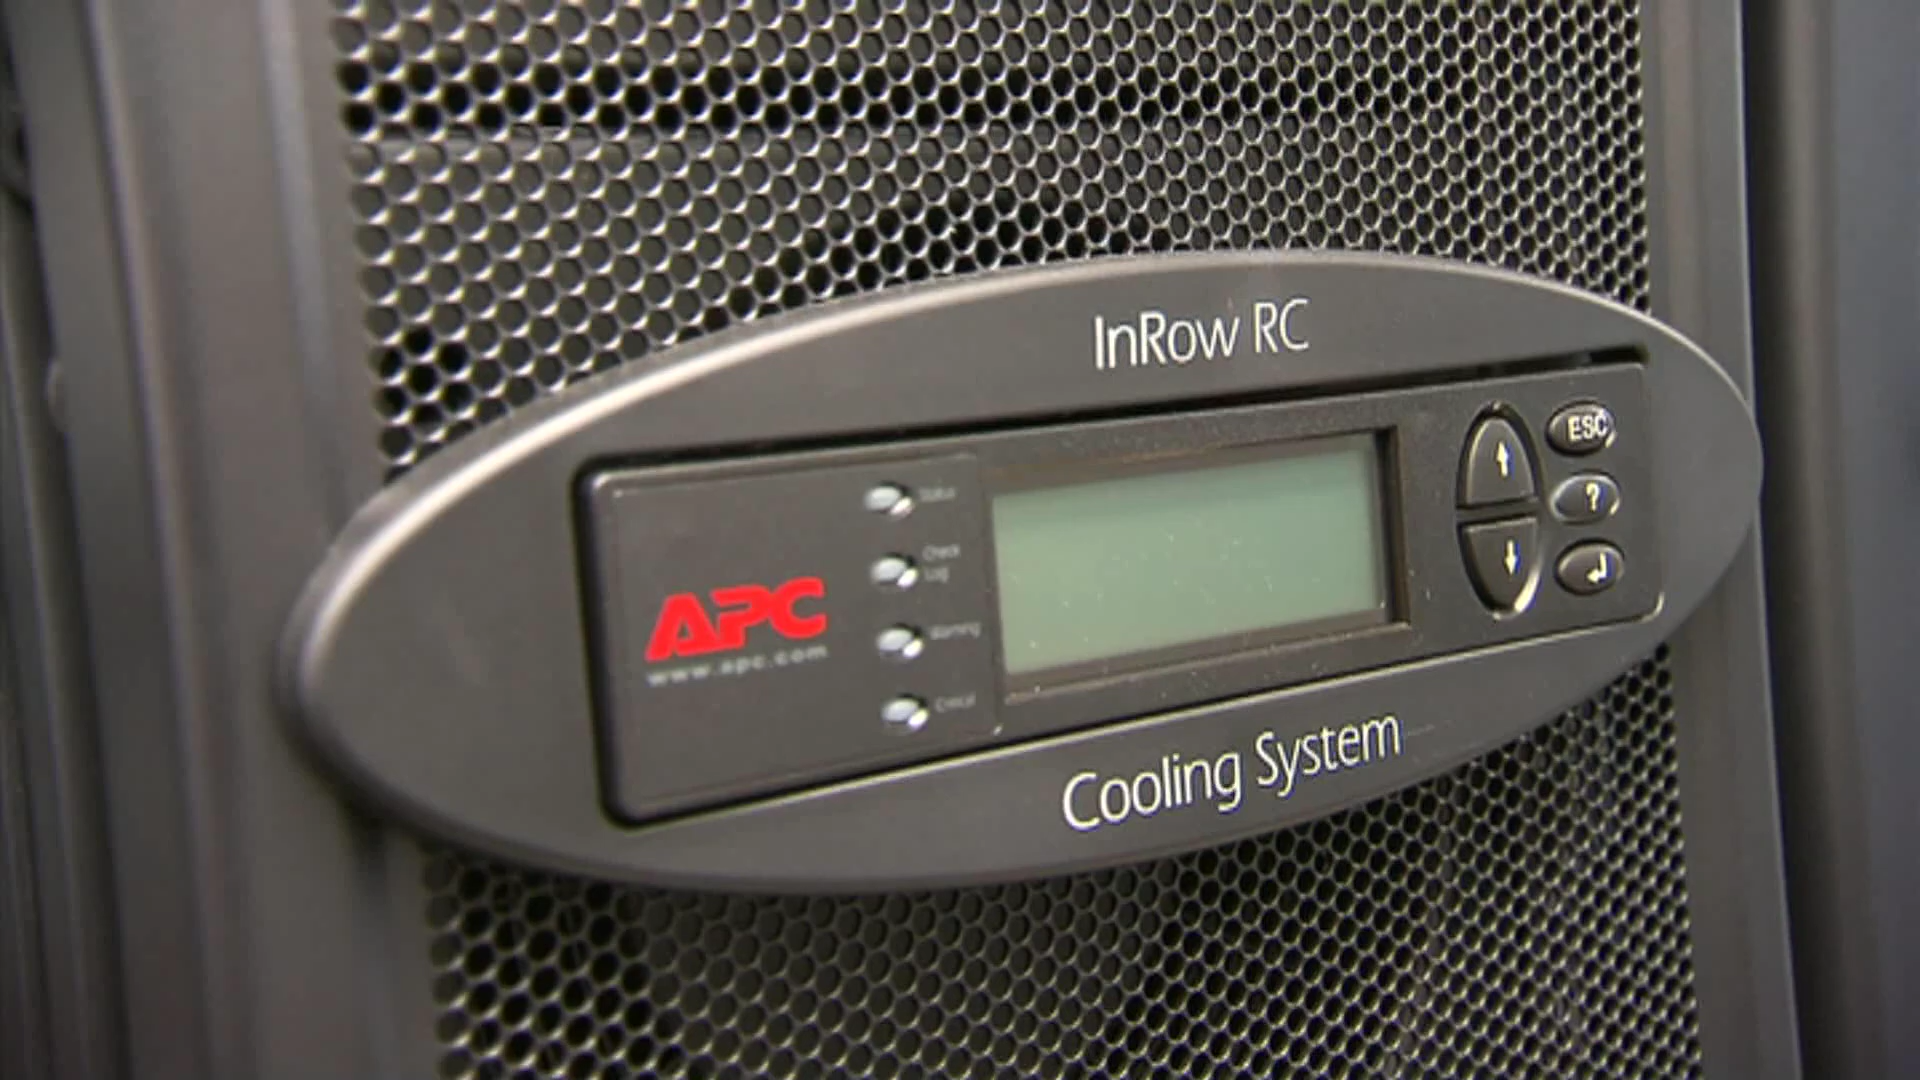 InRow RC
ESC
?
Status
Check
Log
APC
www.apc.com
Warning
Critical
Cooling System